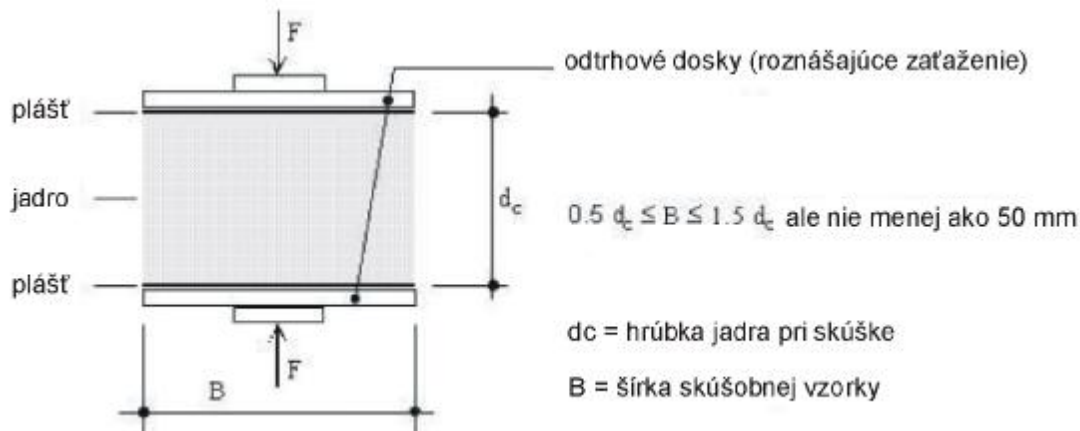 F
odtrhové dosky (roznášajúce zaťaženie)
plášť
jadro
d_c
0.5 d_c ≤ B ≤ 1.5 d_c ale nie menej ako 50 mm
plášť
dc = hrúbka jadra pri skúške
F
B
B = šírka skúšobnej vzorky